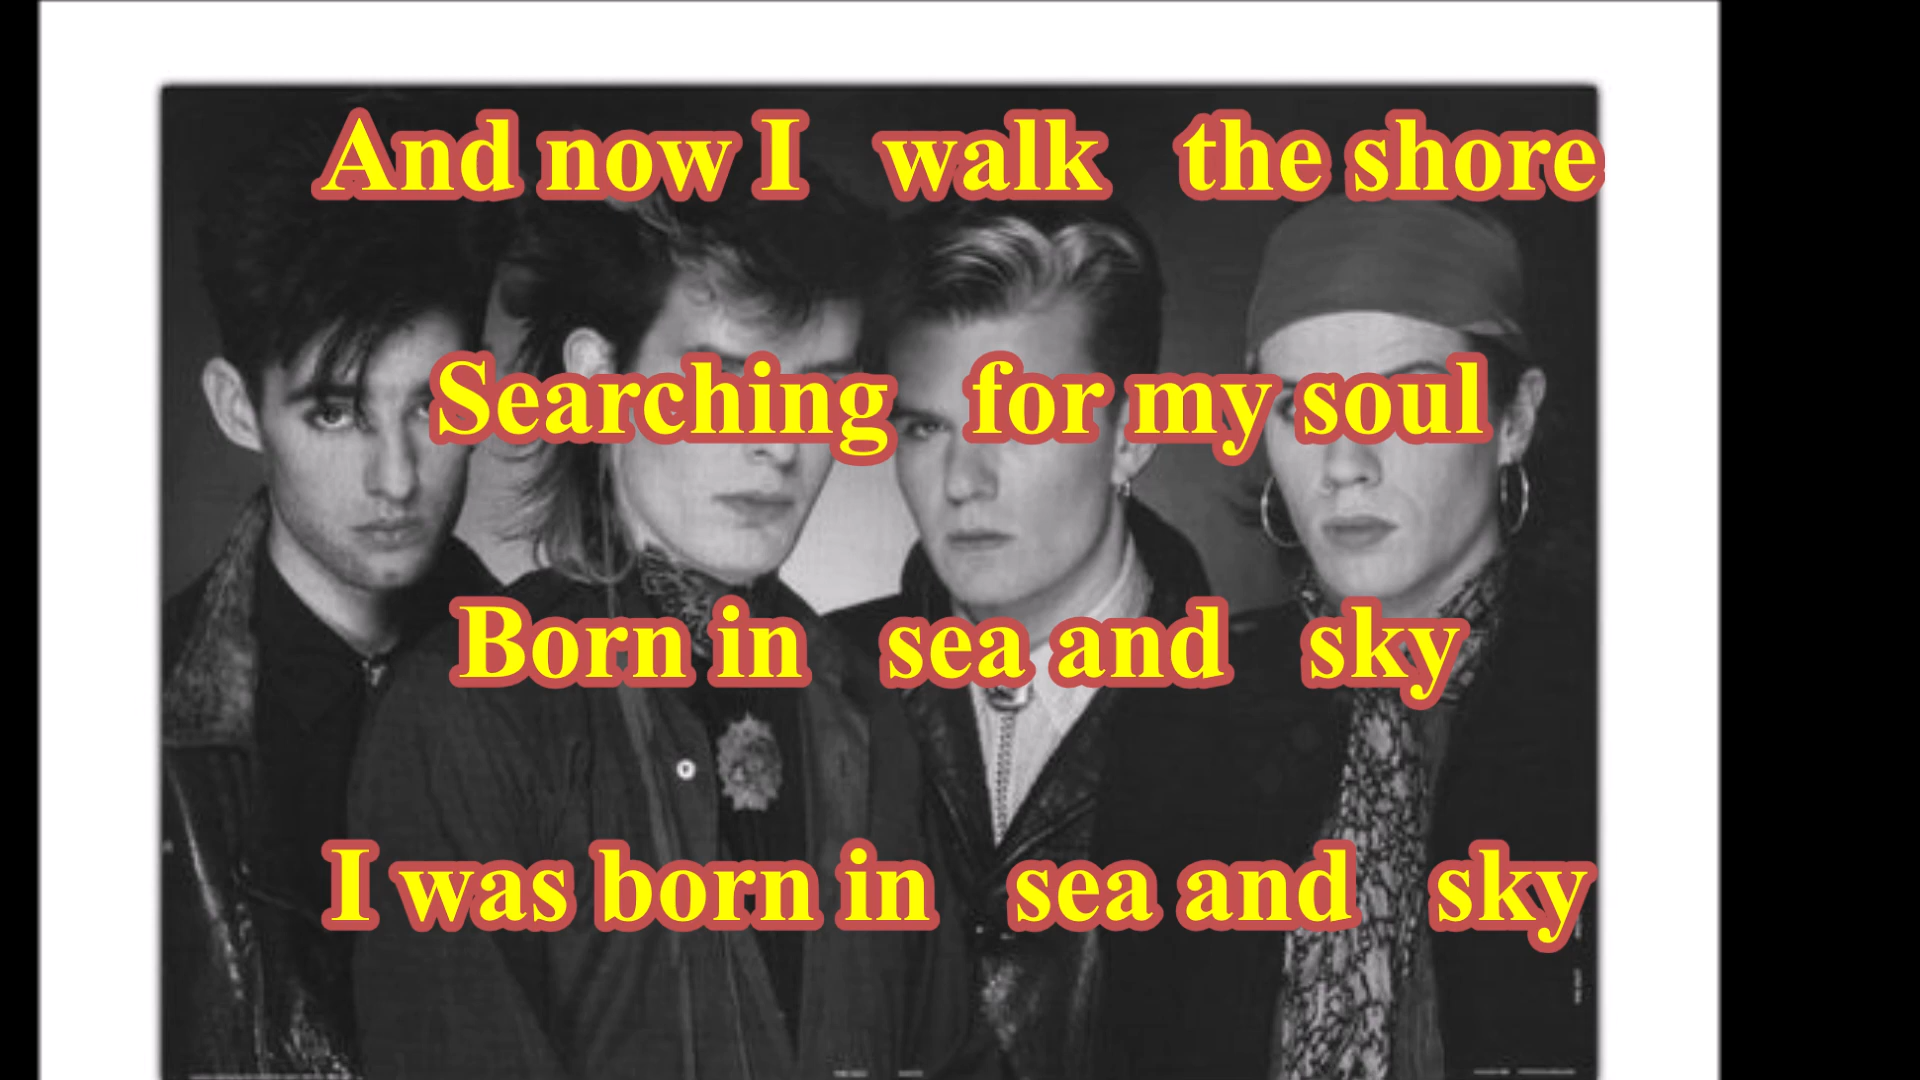 And now I walk the shore
Searching for my soul
Born in sea and sky
I was born in sea and sky